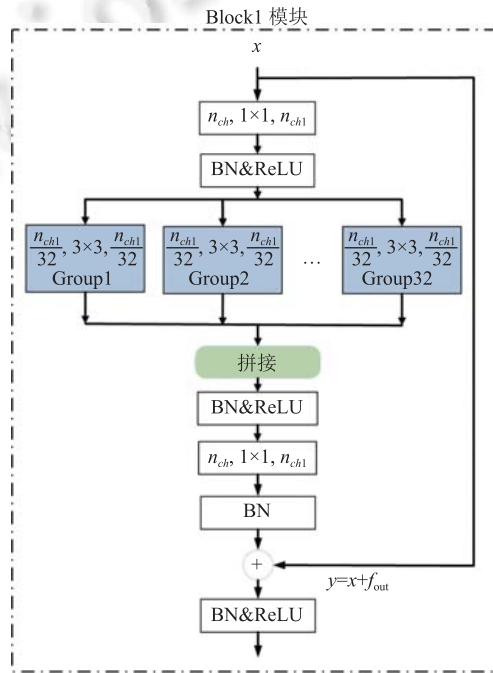 Block1 模块
x
n_ch, 1×1, n_ch1
BN&ReLU
n_ch1/32, 3×3, n_ch1/32
Group1
n_ch1/32, 3×3, n_ch1/32
Group2
…
n_ch1/32, 3×3, n_ch1/32
Group32
拼接
BN&ReLU
n_ch, 1×1, n_ch1
BN
+
y=x+f_out
BN&ReLU